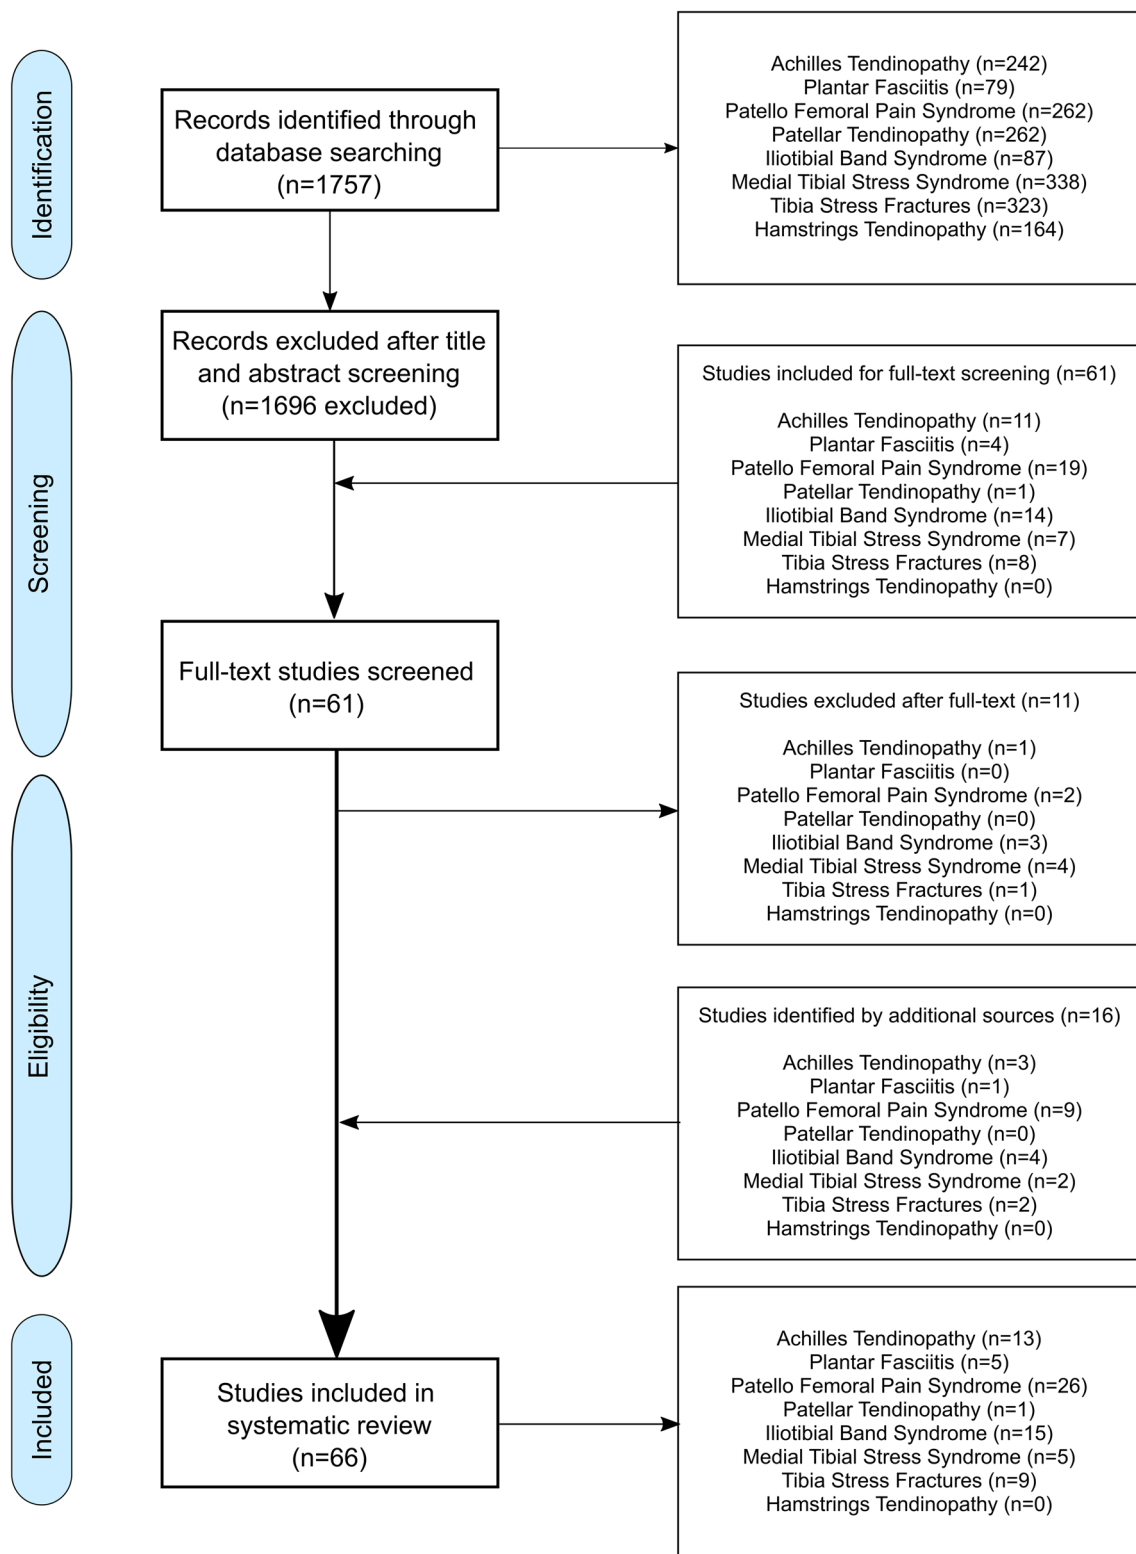 Identification
Records identified through
database searching
(n=1757)
Achilles Tendinopathy (n=242)
Plantar Fasciitis (n=79)
Patello Femoral Pain Syndrome (n=262)
Patellar Tendinopathy (n=262)
Iliotibial Band Syndrome (n=87)
Medial Tibial Stress Syndrome (n=338)
Tibia Stress Fractures (n=323)
Hamstrings Tendinopathy (n=164)
Screening
Records excluded after title
and abstract screening
(n=1696 excluded)
Studies included for full-text screening (n=61)
Achilles Tendinopathy (n=11)
Plantar Fasciitis (n=4)
Patello Femoral Pain Syndrome (n=19)
Patellar Tendinopathy (n=1)
Iliotibial Band Syndrome (n=14)
Medial Tibial Stress Syndrome (n=7)
Tibia Stress Fractures (n=8)
Hamstrings Tendinopathy (n=0)
Full-text studies screened
(n=61)
Eligibility
Studies excluded after full-text (n=11)
Achilles Tendinopathy (n=1)
Plantar Fasciitis (n=0)
Patello Femoral Pain Syndrome (n=2)
Patellar Tendinopathy (n=0)
Iliotibial Band Syndrome (n=3)
Medial Tibial Stress Syndrome (n=4)
Tibia Stress Fractures (n=1)
Hamstrings Tendinopathy (n=0)
Studies identified by additional sources (n=16)
Achilles Tendinopathy (n=3)
Plantar Fasciitis (n=1)
Patello Femoral Pain Syndrome (n=9)
Patellar Tendinopathy (n=0)
Iliotibial Band Syndrome (n=4)
Medial Tibial Stress Syndrome (n=2)
Tibia Stress Fractures (n=2)
Hamstrings Tendinopathy (n=0)
Included
Studies included in
systematic review
(n=66)
Achilles Tendinopathy (n=13)
Plantar Fasciitis (n=5)
Patello Femoral Pain Syndrome (n=26)
Patellar Tendinopathy (n=1)
Iliotibial Band Syndrome (n=15)
Medial Tibial Stress Syndrome (n=5)
Tibia Stress Fractures (n=9)
Hamstrings Tendinopathy (n=0)